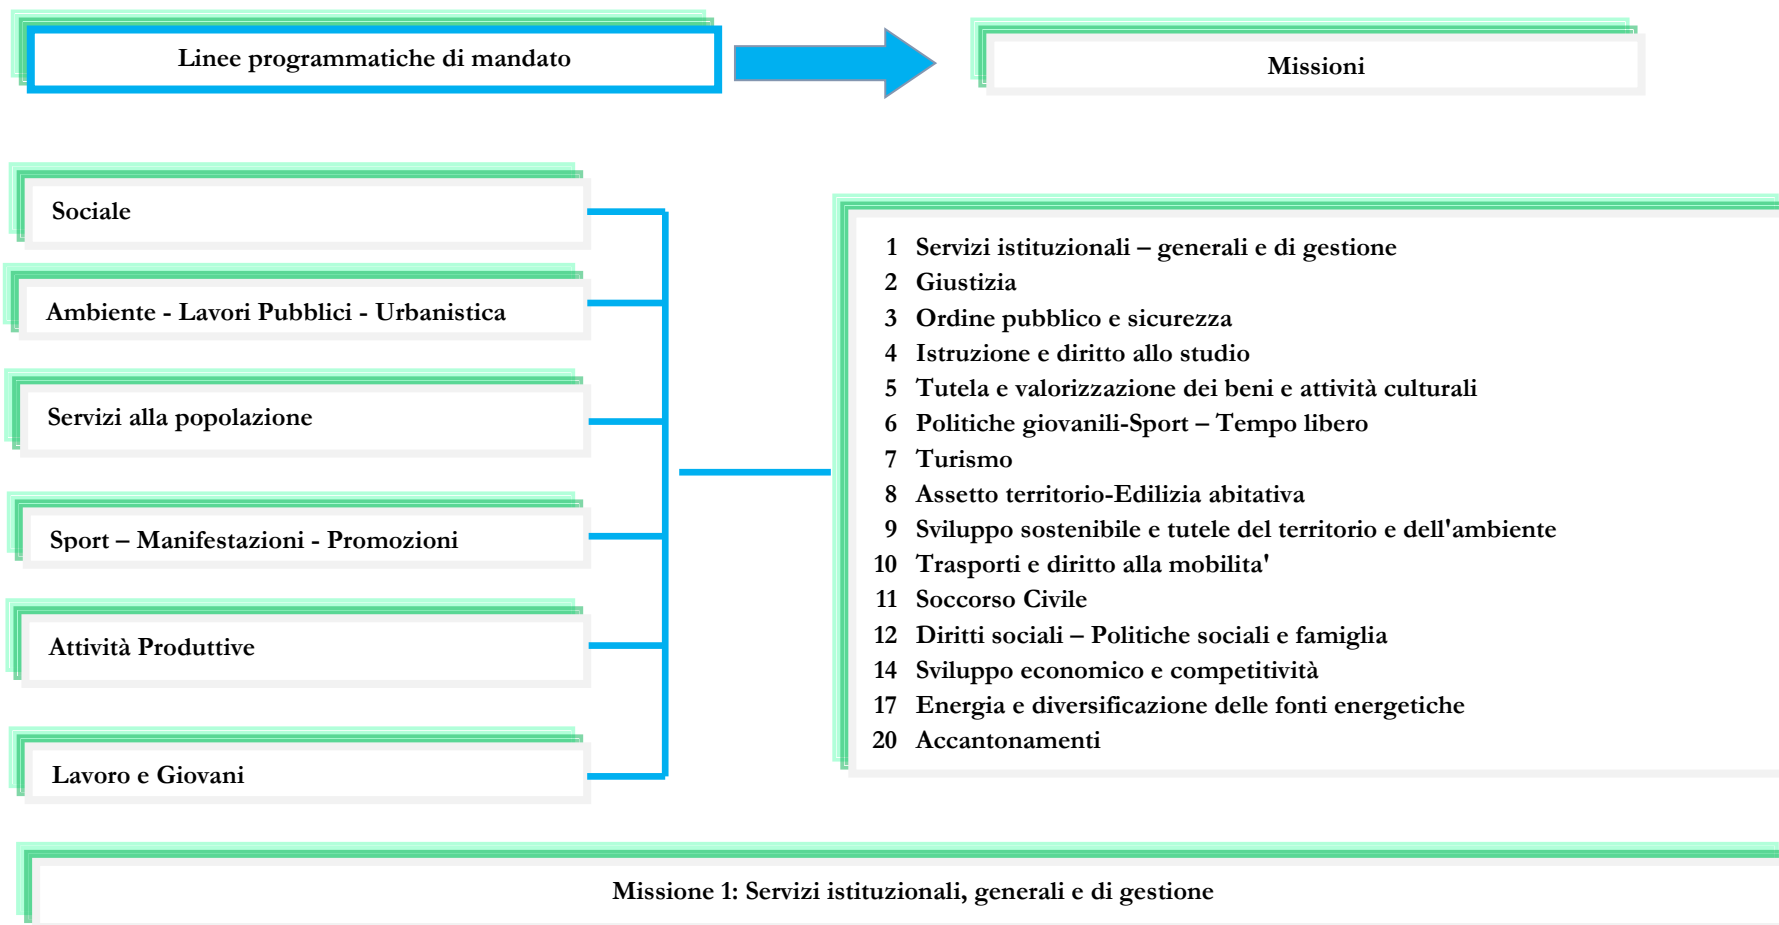 Linee programmatiche di mandato
Missioni
Sociale
Ambiente - Lavori Pubblici - Urbanistica
Servizi alla popolazione
Sport – Manifestazioni - Promozioni
Attività Produttive
Lavoro e Giovani
1 Servizi istituzionali – generali e di gestione
2 Giustizia
3 Ordine pubblico e sicurezza
4 Istruzione e diritto allo studio
5 Tutela e valorizzazione dei beni e attività culturali
6 Politiche giovanili-Sport – Tempo libero
7 Turismo
8 Assetto territorio-Edilizia abitativa
9 Sviluppo sostenibile e tutele del territorio e dell'ambiente
10 Trasporti e diritto alla mobilita'
11 Soccorso Civile
12 Diritti sociali – Politiche sociali e famiglia
14 Sviluppo economico e competitività
17 Energia e diversificazione delle fonti energetiche
20 Accantonamenti
Missione 1: Servizi istituzionali, generali e di gestione